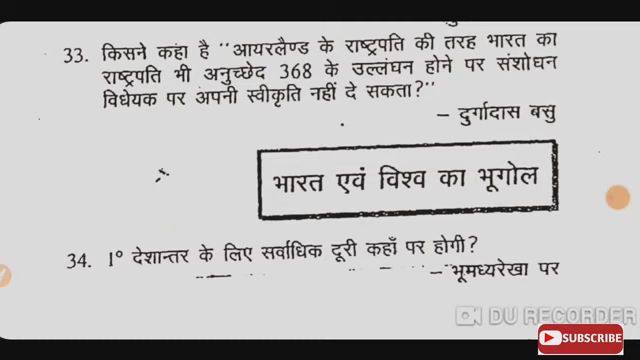 33. किसने कहा है "आयरलैण्ड के राष्ट्रपति की तरह भारत का
राष्ट्रपति भी अनुच्छेद 368 के उल्लंघन होने पर संशोधन
विधेयक पर अपनी स्वीकृति नहीं दे सकता?"
– दुर्गादास बसु
भारत एवं विश्व का भूगोल
34. 1° देशान्तर के लिए सर्वाधिक दूरी कहाँ पर होगी?
– भूमध्यरेखा पर
DU RECORDER
SUBSCRIBE